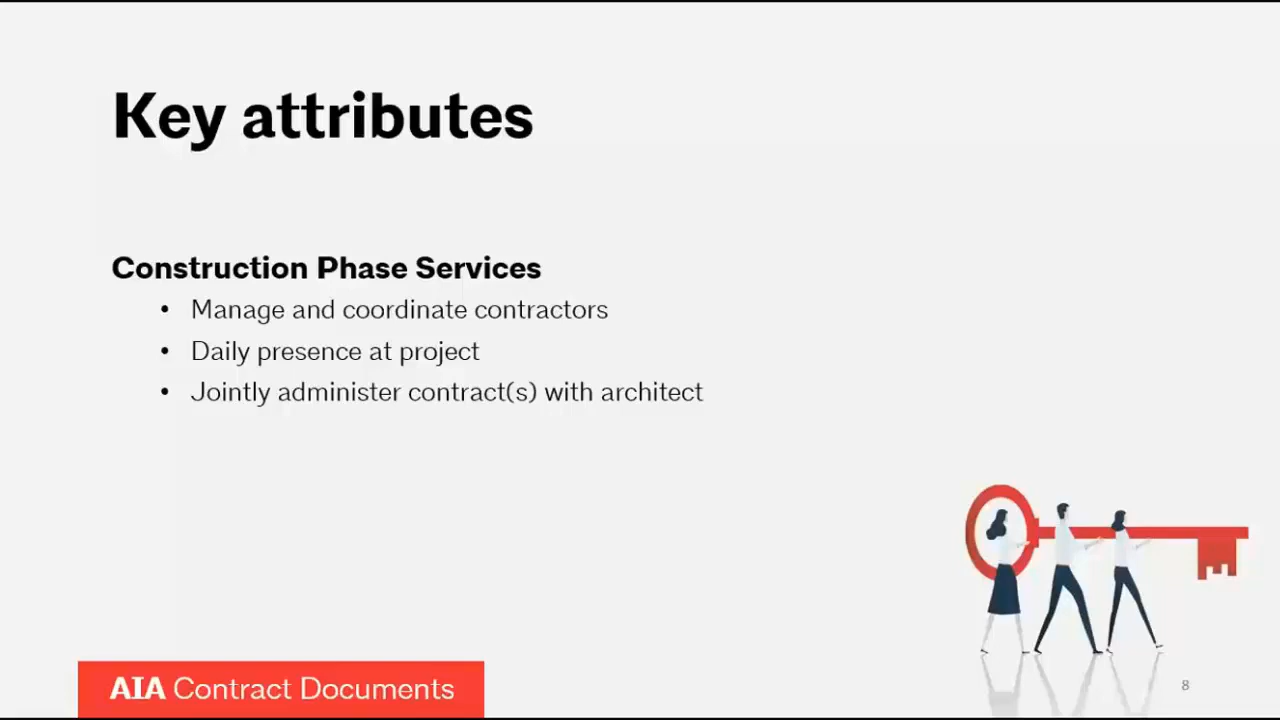 Key attributes
Construction Phase Services
• Manage and coordinate contractors
• Daily presence at project
• Jointly administer contract(s) with architect
AIA Contract Documents
8